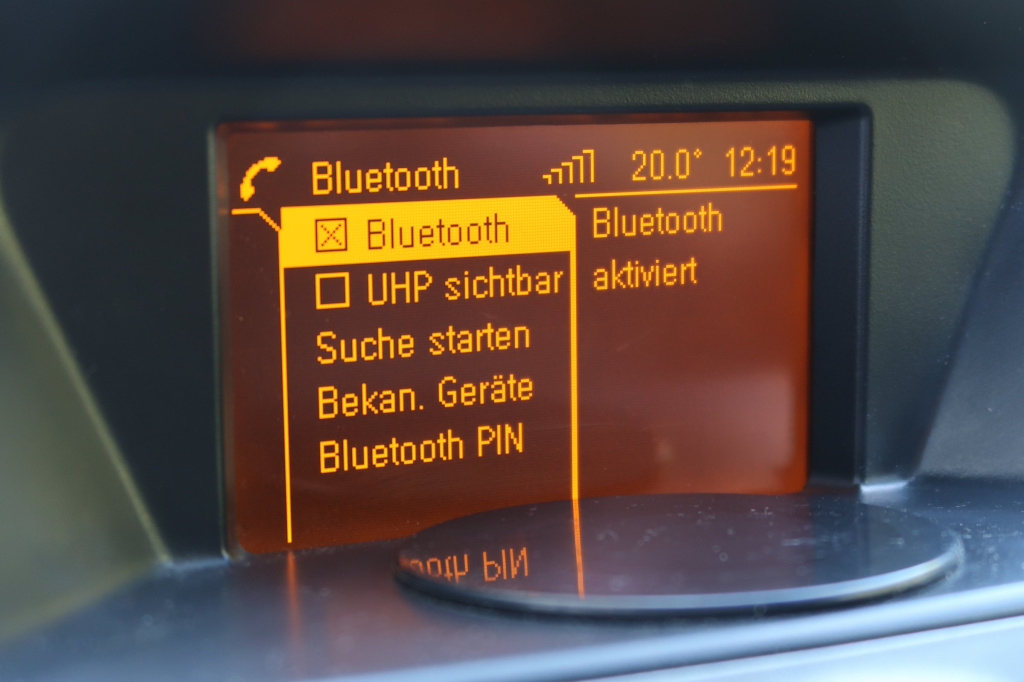 Bluetooth 20.0° 12:19
Bluetooth
UHP sichtbar
Suche starten
Bekan. Geräte
Bluetooth PIN
Bluetooth
aktiviert